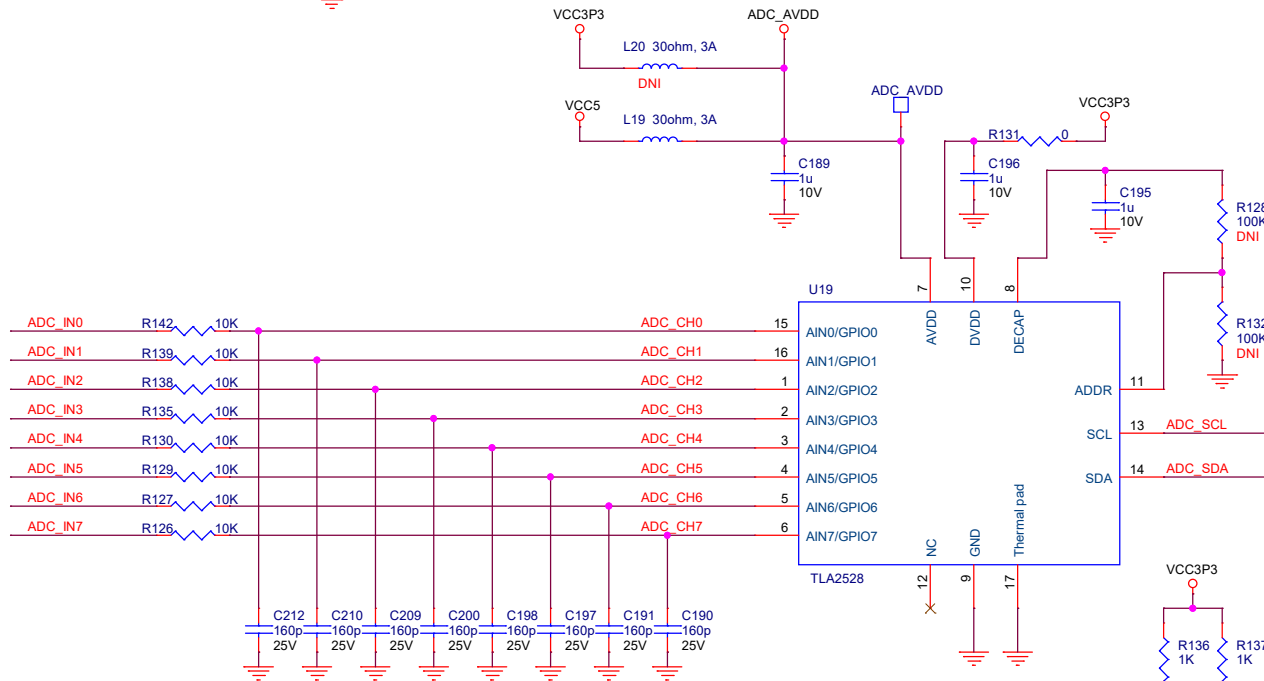 VCC3P3
ADC_AVDD
L20 30ohm, 3A
DNI
VCC5
L19 30ohm, 3A
ADC_AVDD
VCC3P3
R131 0
C189
1u
10V
C196
1u
10V
C195
1u
10V
R128
100K
DNI
U19
7
10
8
AVDD
DVDD
DECAP
R132
100K
DNI
ADC_IN0 R142 10K ADC_CH0 15 AIN0/GPIO0
ADC_IN1 R139 10K ADC_CH1 16 AIN1/GPIO1
ADC_IN2 R138 10K ADC_CH2 1 AIN2/GPIO2
ADC_IN3 R135 10K ADC_CH3 2 AIN3/GPIO3
ADC_IN4 R130 10K ADC_CH4 3 AIN4/GPIO4
ADC_IN5 R129 10K ADC_CH5 4 AIN5/GPIO5
ADC_IN6 R127 10K ADC_CH6 5 AIN6/GPIO6
ADC_IN7 R126 10K ADC_CH7 6 AIN7/GPIO7
ADDR 11
SCL 13 ADC_SCL
SDA 14 ADC_SDA
NC
GND
Thermal pad
12
9
17
TLA2528
C212
160p
25V
C210
160p
25V
C209
160p
25V
C200
160p
25V
C198
160p
25V
C197
160p
25V
C191
160p
25V
C190
160p
25V
VCC3P3
R136
1K
R137
1K